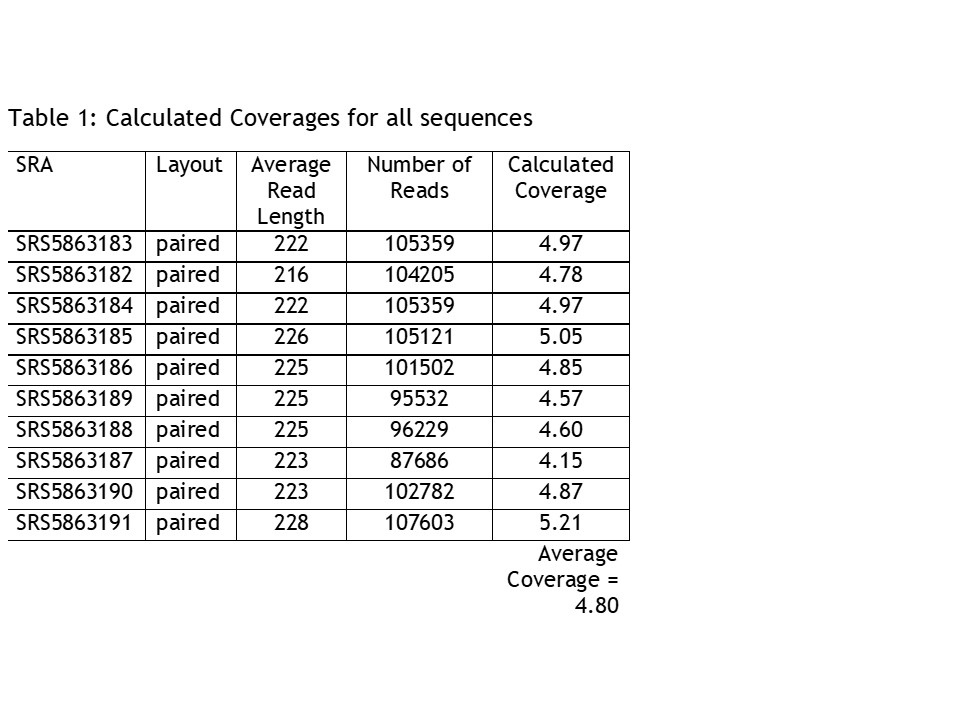 Table 1: Calculated Coverages for all sequences
SRA Layout Average Read Length Number of Reads Calculated Coverage
SRS5863183 paired 222 105359 4.97
SRS5863182 paired 216 104205 4.78
SRS5863184 paired 222 105359 4.97
SRS5863185 paired 226 105121 5.05
SRS5863186 paired 225 101502 4.85
SRS5863189 paired 225 95532 4.57
SRS5863188 paired 225 96229 4.60
SRS5863187 paired 223 87686 4.15
SRS5863190 paired 223 102782 4.87
SRS5863191 paired 228 107603 5.21
Average
Coverage =
4.80